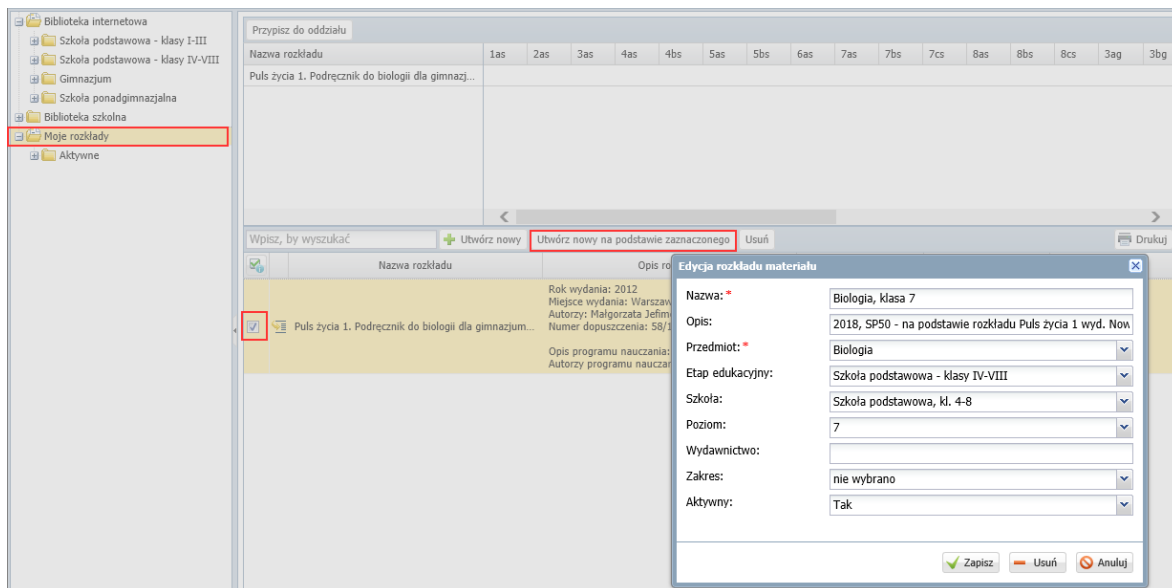 Biblioteka internetowa
Szkoła podstawowa - klasy I-III
Szkoła podstawowa - klasy IV-VIII
Gimnazjum
Szkoła ponadgimnazjalna
Biblioteka szkolna
Moje rozkłady
Aktywne
Przypisz do oddziału
Nazwa rozkładu 1as 2as 3as 4as 4bs 5as 5bs 6as 7as 7bs 7cs 8as 8bs 8cs 3ag 3bg
Puls życia 1. Podręcznik do biologii dla gimnazj...
Wpisz, by wyszukać Utwórz nowy Utwórz nowy na podstawie zaznaczonego Usuń Drukuj
Nazwa rozkładu Opis ro
Puls życia 1. Podręcznik do biologii dla gimnazjum...
Rok wydania: 2012
Miejsce wydania: Warszaw
Autorzy: Małgorzata Jefim
Numer dopuszczenia: 58/1
Opis programu nauczania:
Autorzy programu nauczan
Edycja rozkładu materiału
Nazwa: * Biologia, klasa 7
Opis: 2018, SP50 - na podstawie rozkładu Puls życia 1 wyd. Now
Przedmiot: * Biologia
Etap edukacyjny: Szkoła podstawowa - klasy IV-VIII
Szkoła: Szkoła podstawowa, kl. 4-8
Poziom: 7
Wydawnictwo:
Zakres: nie wybrano
Aktywny: Tak
Zapisz Usuń Anuluj